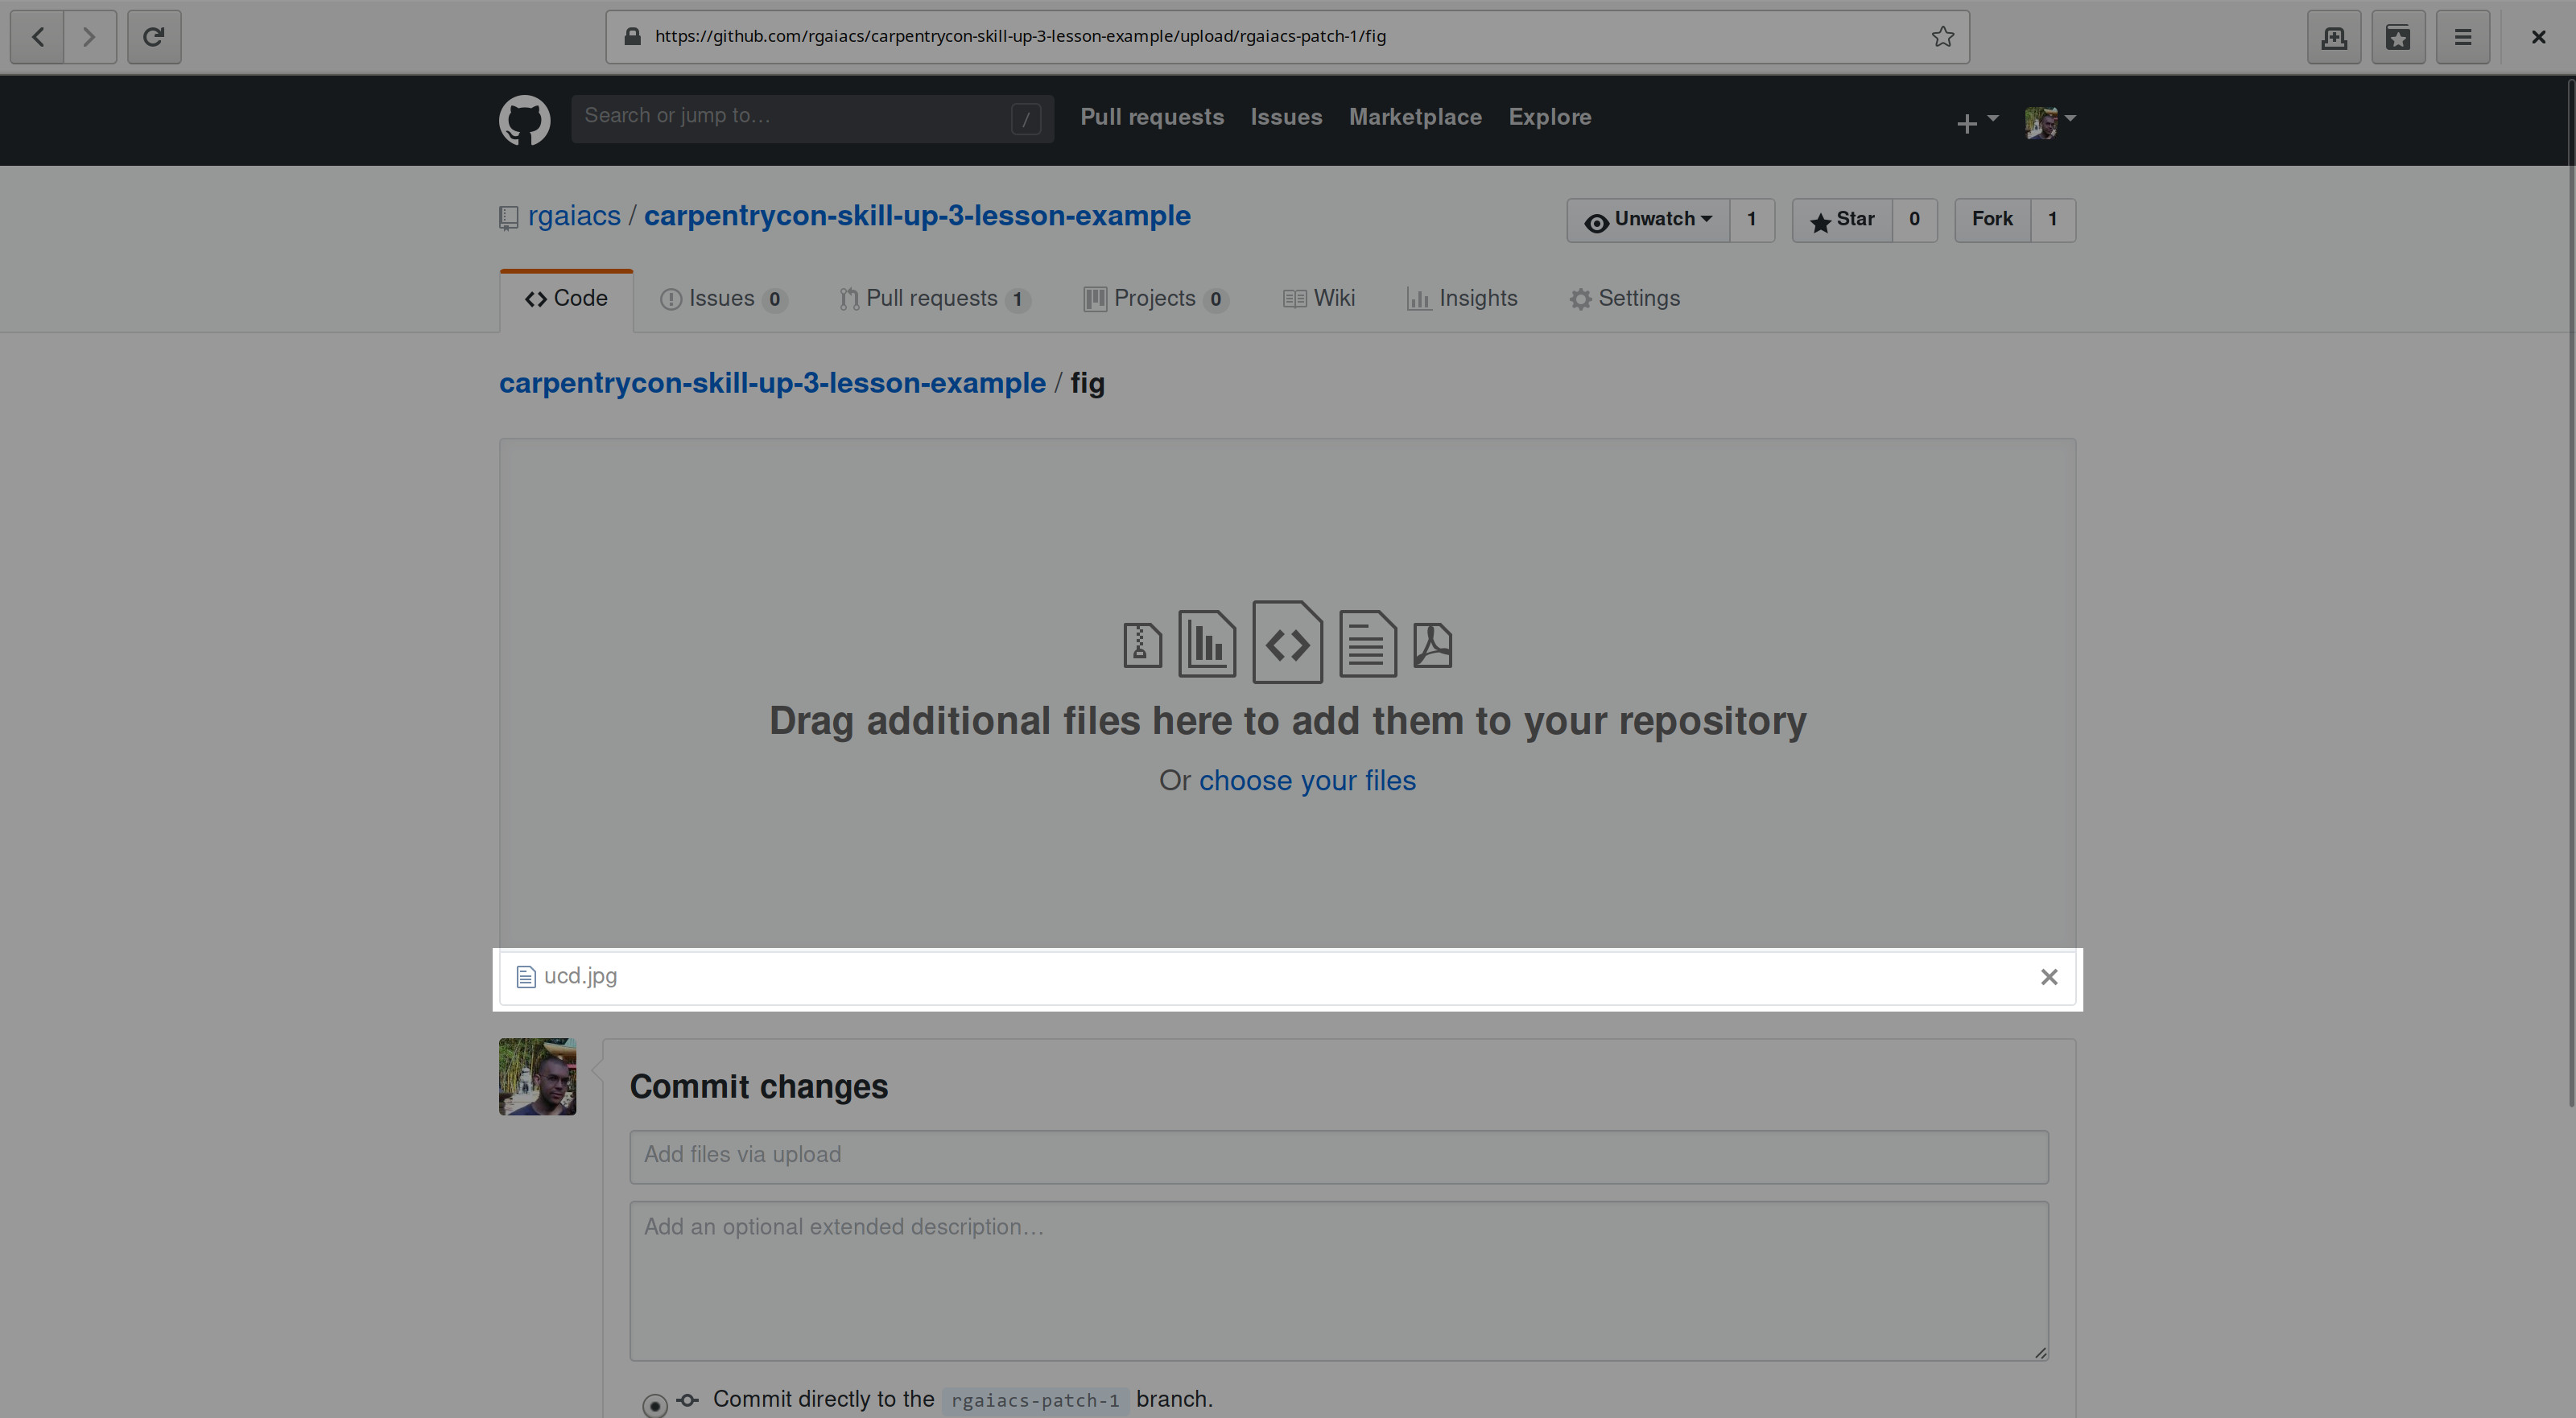 https://github.com/rgaiacs/carpentrycon-skill-up-3-lesson-example/upload/rgaiacs-patch-1/fig
Search or jump to… / Pull requests Issues Marketplace Explore
rgaiacs / carpentrycon-skill-up-3-lesson-example Unwatch 1 Star 0 Fork 1
Code Issues 0 Pull requests 1 Projects 0 Wiki Insights Settings
carpentrycon-skill-up-3-lesson-example / fig
Drag additional files here to add them to your repository
Or choose your files
ucd.jpg
Commit changes
Add files via upload
Add an optional extended description…
Commit directly to the rgaiacs-patch-1 branch.